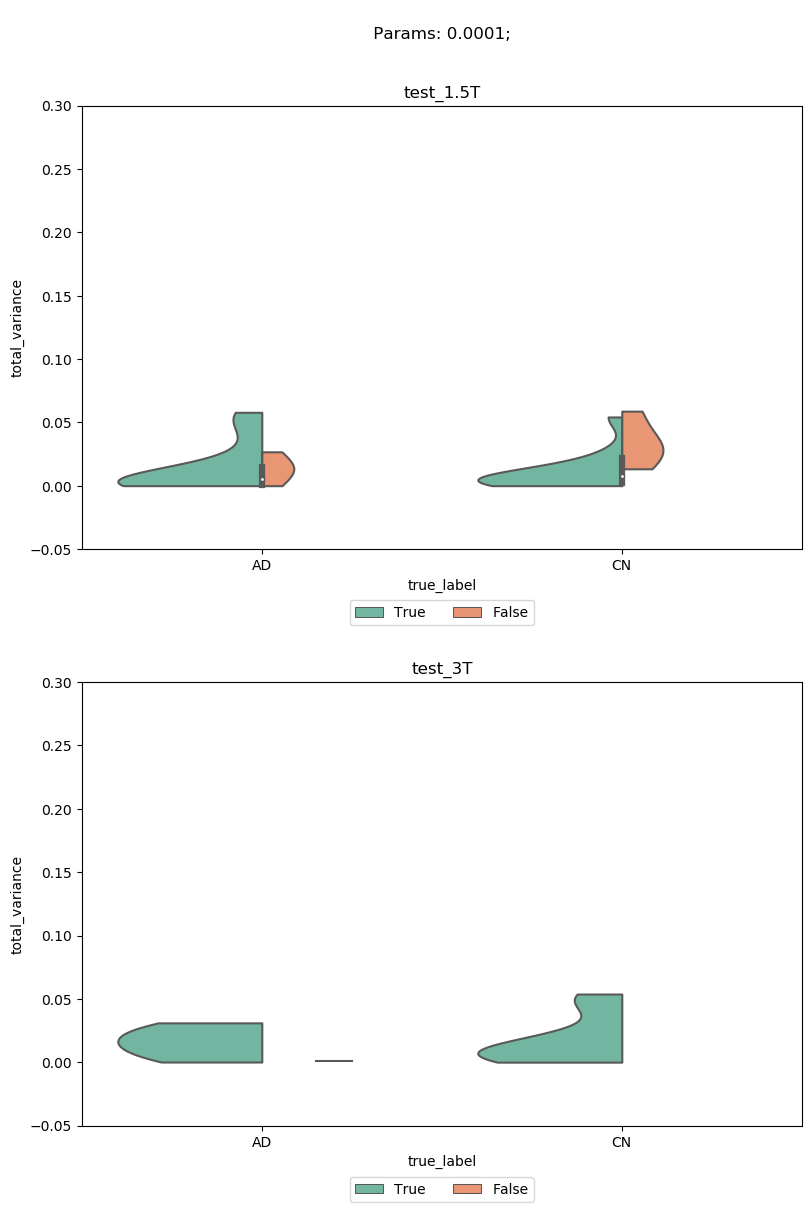 Params: 0.0001;
test_1.5T
0.30
0.25
0.20
0.15
0.10
0.05
0.00
−0.05
total_variance
AD CN
true_label
True False
test_3T
0.30
0.25
0.20
0.15
0.10
0.05
0.00
−0.05
total_variance
AD CN
true_label
True False